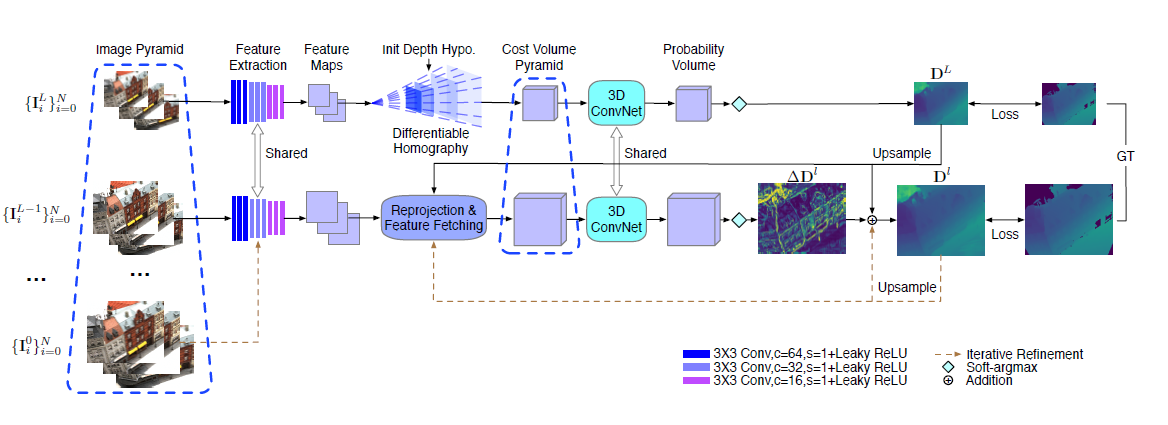 Image Pyramid
Feature
Extraction
Feature
Maps
Init Depth Hypo.
Cost Volume
Pyramid
Probability
Volume
{I_i^L}_{i=0}^N
3D
ConvNet
D^L
Loss
Differentiable
Homography
Shared
Shared
Upsample
GT
{I_i^{L-1}}_{i=0}^N
Reprojection &
Feature Fetching
3D
ConvNet
ΔD^l
D^l
Loss
...
...
Upsample
{I_i^0}_{i=0}^N
3X3 Conv,c=64,s=1+Leaky ReLU
3X3 Conv,c=32,s=1+Leaky ReLU
3X3 Conv,c=16,s=1+Leaky ReLU
Iterative Refinement
Soft-argmax
Addition